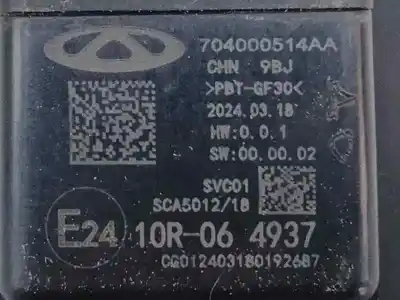 704000514AA
CHN 9BJ
>PBT-GF30<
2024.03.18
HW:0.0.1
SW:00.00.02
SVC01
SCA5012/18
E24 10R-06 4937
CG012403180192687